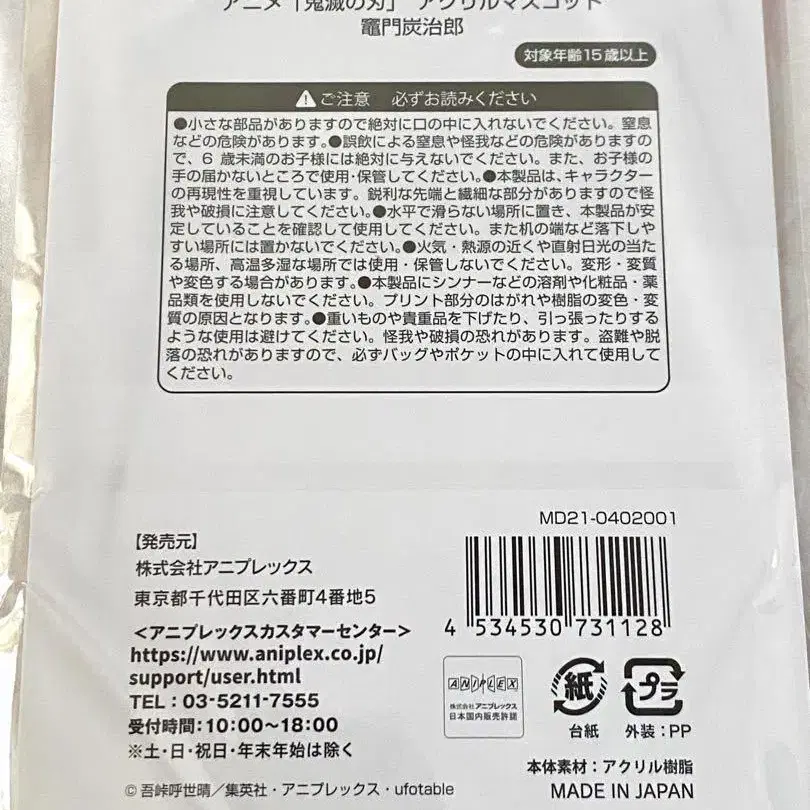 アニメ「鬼滅の刃」 アクリルマスコット
竈門炭治郎
対象年齢15歳以上
ご注意 必ずお読みください
●小さな部品がありますので絶対に口の中に入れないでください。窒息
などの危険があります。●誤飲による窒息や怪我などの危険があります
ので、6 歳未満のお子様には絶対に与えないでください。また、お子様の
手の届かないところで使用・保管してください。●本製品は、キャラクター
の再現性を重視しています。鋭利な先端と繊細な部分がありますので怪
我や破損に注意してください。●水平で滑らない場所に置き、本製品が安
定していることを確認して使用してください。また机の端など落下しや
すい場所には置かないでください。●火気・熱源の近くや直射日光の当た
る場所、高温多湿な場所では使用・保管しないでください。変形・変質
や変色する場合があります。●本製品にシンナーなどの溶剤や化粧品・薬
品類を使用しないでください。プリント部分のはがれや樹脂の変色・変
質の原因となります。●重いものや貴重品を下げたり、引っ張ったりする
ような使用は避けてください。怪我や破損の恐れがあります。盗難や脱
落の恐れがありますので、必ずバッグやポケットの中に入れて使用して
ください。
MD21-0402001
【発売元】
株式会社アニプレックス
東京都千代田区六番町4番地5
<アニプレックスカスタマーセンター>
https://www.aniplex.co.jp/
support/user.html
TEL：03-5211-7555
受付時間：10:00～18:00
※土・日・祝日・年末年始は除く
4 534530 731128
ANIPLEX
株式会社アニプレックス
日本国内販売許諾
紙
台紙
プラ
外装：PP
本体素材：アクリル樹脂
©吾峠呼世晴／集英社・アニプレックス・ufotable
MADE IN JAPAN